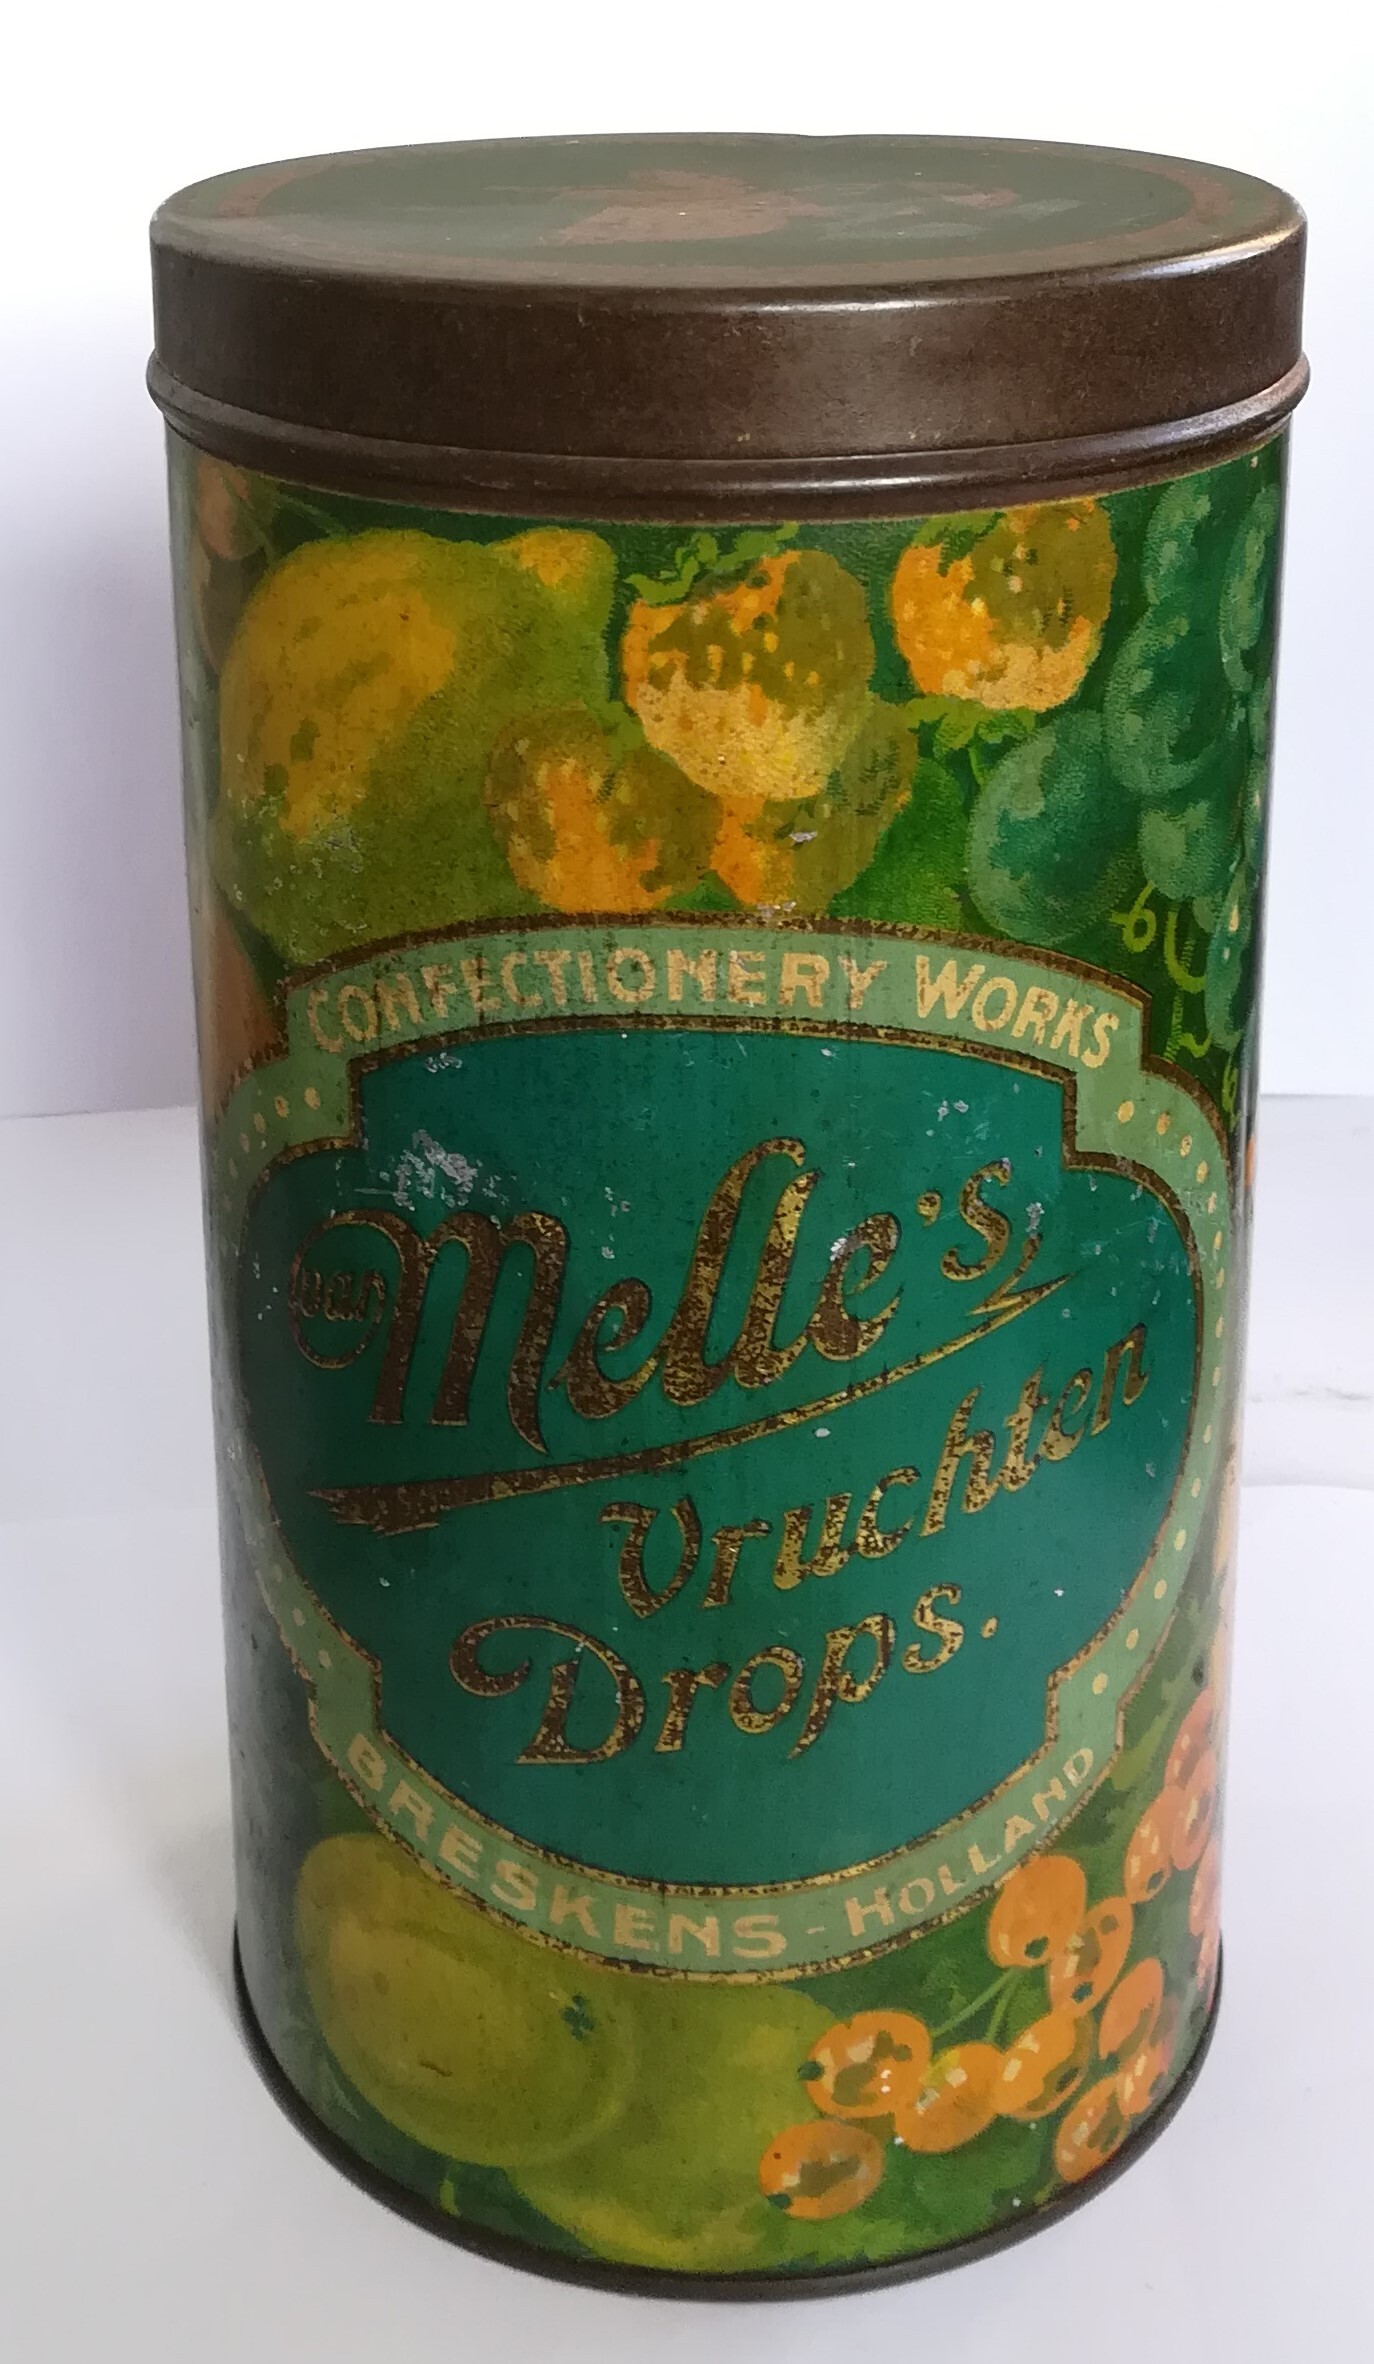 CONFECTIONERY WORKS
van Melle's
Vruchten
Drops.
BRESKENS - HOLLAND